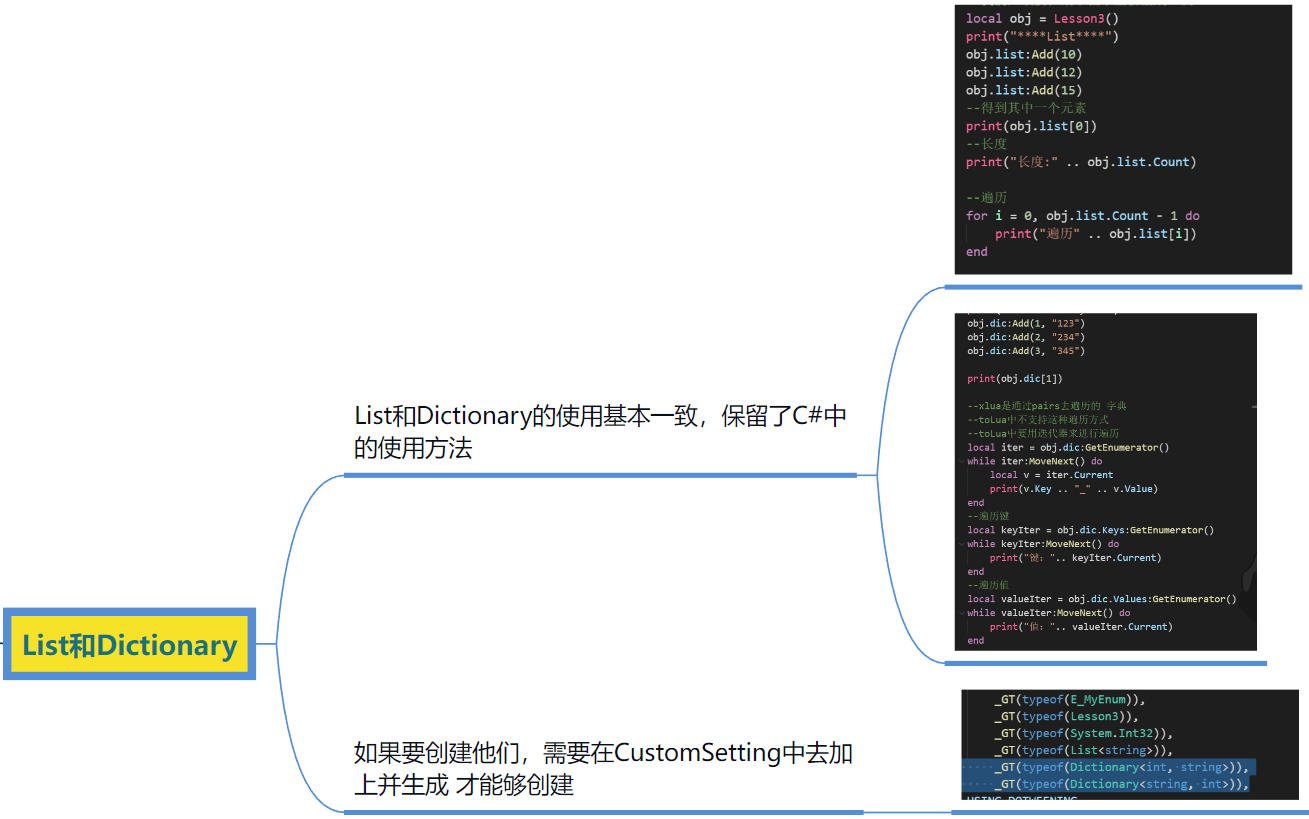 local obj = Lesson3()
print("****List****")
obj.list:Add(10)
obj.list:Add(12)
obj.list:Add(15)
--得到其中一个元素
print(obj.list[0])
--长度
print("长度:" .. obj.list.Count)
--遍历
for i = 0, obj.list.Count - 1 do
print("遍历" .. obj.list[i])
end
obj.dic:Add(1, "123")
obj.dic:Add(2, "234")
obj.dic:Add(3, "345")
print(obj.dic[1])
--xlua是通过pairs去遍历的 字典
--toLua中不支持这种遍历方式
--toLua中要用迭代器来进行遍历
local iter = obj.dic:GetEnumerator()
while iter:MoveNext() do
local v = iter.Current
print(v.Key .. "_" .. v.Value)
end
--遍历键
local keyIter = obj.dic.Keys:GetEnumerator()
while keyIter:MoveNext() do
print("键: ".. keyIter.Current)
end
--遍历值
local valueIter = obj.dic.Values:GetEnumerator()
while valueIter:MoveNext() do
print("值: ".. valueIter.Current)
end
List和Dictionary的使用基本一致，保留了C#中
的使用方法
List和Dictionary
如果要创建他们，需要在CustomSetting中去加
上并生成 才能够创建
_GT(typeof(E_MyEnum)),
_GT(typeof(Lesson3)),
_GT(typeof(System.Int32)),
_GT(typeof(List<string>)),
_GT(typeof(Dictionary<int, string>)),
_GT(typeof(Dictionary<string, int>)),